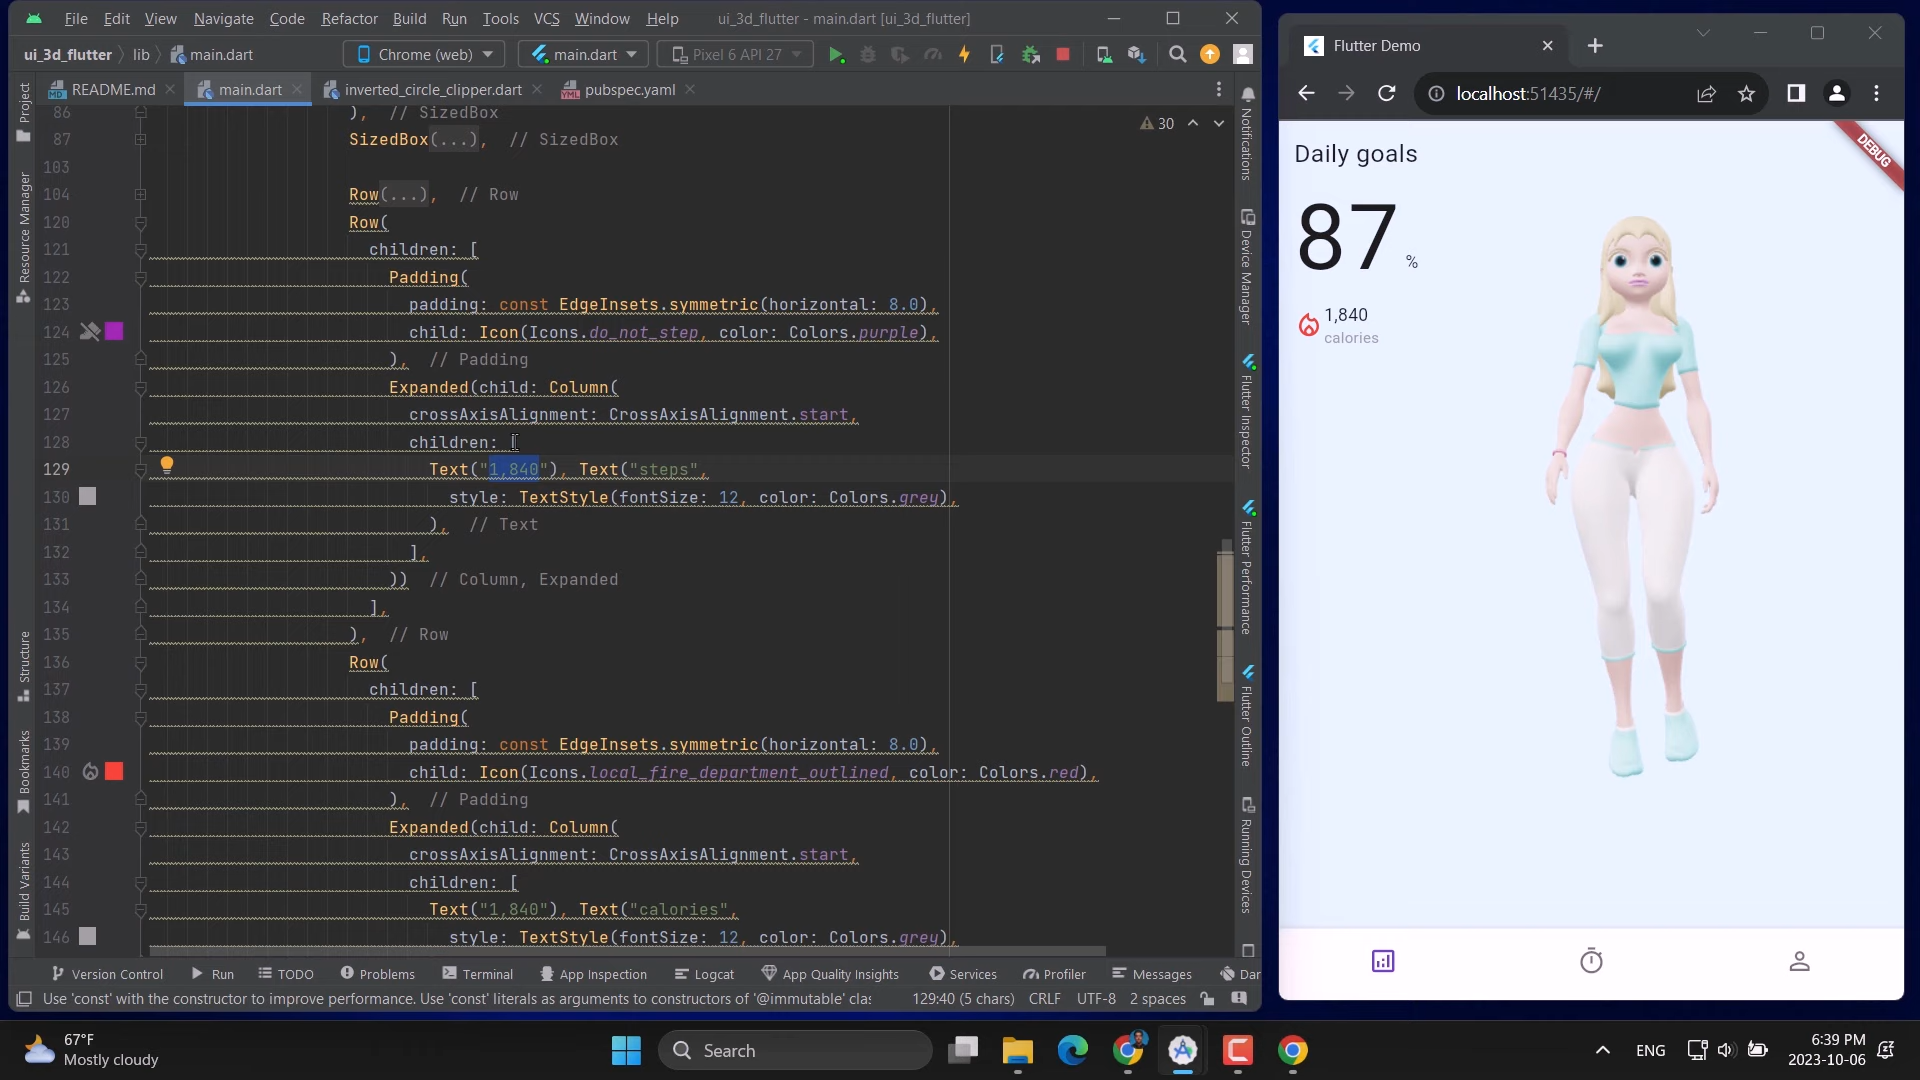 File Edit View Navigate Code Refactor Build Run Tools VCS Window Help ui_3d_flutter - main.dart [ui_3d_flutter]
ui_3d_flutter lib main.dart Chrome (web) main.dart Pixel 6 API 27
README.md main.dart inverted_circle_clipper.dart pubspec.yaml
Project
Resource Manager
Structure
Bookmarks
Build Variants
30
86 ), // SizedBox
87 SizedBox(...), // SizedBox
103
104 Row(...), // Row
120 Row(
121 children: [
122 Padding(
123 padding: const EdgeInsets.symmetric(horizontal: 8.0),
124 child: Icon(Icons.do_not_step, color: Colors.purple),
125 ), // Padding
126 Expanded(child: Column(
127 crossAxisAlignment: CrossAxisAlignment.start,
128 children: [
129 Text("1,840"), Text("steps",
130 style: TextStyle(fontSize: 12, color: Colors.grey),
131 ), // Text
132 ],
133 )) // Column, Expanded
134 ],
135 ), // Row
136 Row(
137 children: [
138 Padding(
139 padding: const EdgeInsets.symmetric(horizontal: 8.0),
140 child: Icon(Icons.local_fire_department_outlined, color: Colors.red),
141 ), // Padding
142 Expanded(child: Column(
143 crossAxisAlignment: CrossAxisAlignment.start,
144 children: [
145 Text("1,840"), Text("calories",
146 style: TextStyle(fontSize: 12, color: Colors.grey),
Notifications
Device Manager
Flutter Inspector
Flutter Performance
Flutter Outline
Running Devices
Version Control Run TODO Problems Terminal App Inspection Logcat App Quality Insights Services Profiler Messages Dar
Use 'const' with the constructor to improve performance. Use 'const' literals as arguments to constructors of '@immutable' clas 129:40 (5 chars) CRLF UTF-8 2 spaces
Flutter Demo
localhost:51435/#/
DEBUG
Daily goals
87 %
1,840
calories
67°F
Mostly cloudy
Search
ENG
6:39 PM
2023-10-06